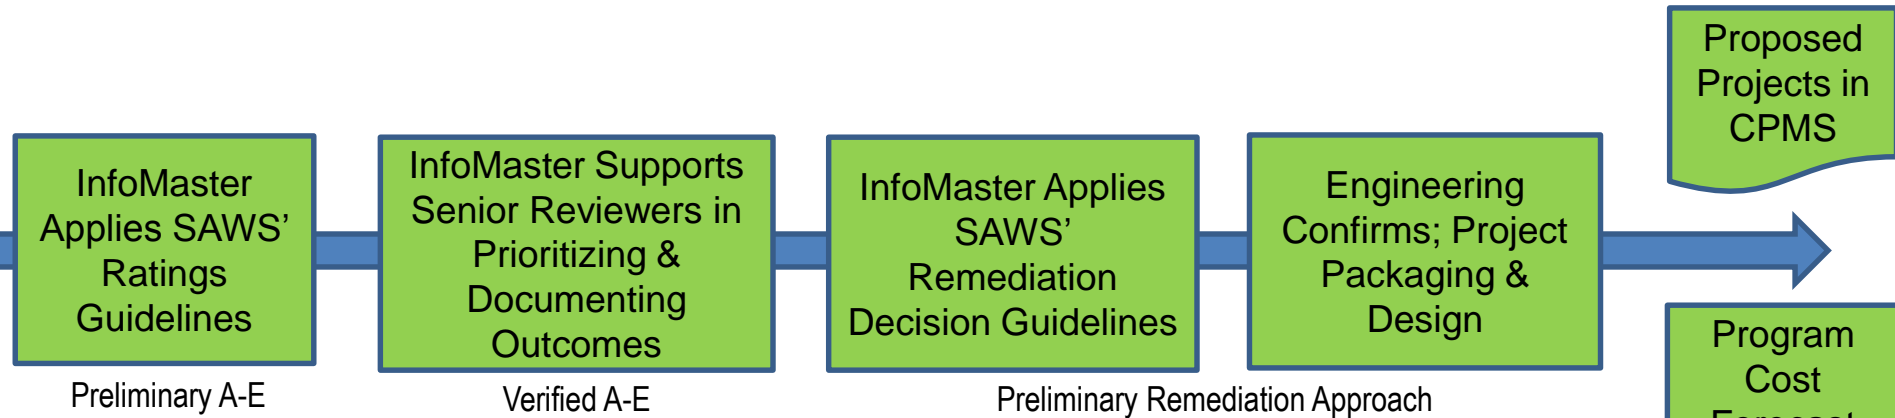 Proposed
Projects in
CPMS
InfoMaster
Applies SAWS’
Ratings
Guidelines
InfoMaster Supports
Senior Reviewers in
Prioritizing &
Documenting
Outcomes
InfoMaster Applies
SAWS’
Remediation
Decision Guidelines
Engineering
Confirms; Project
Packaging &
Design
Program
Cost
Forecast
Preliminary A-E
Verified A-E
Preliminary Remediation Approach